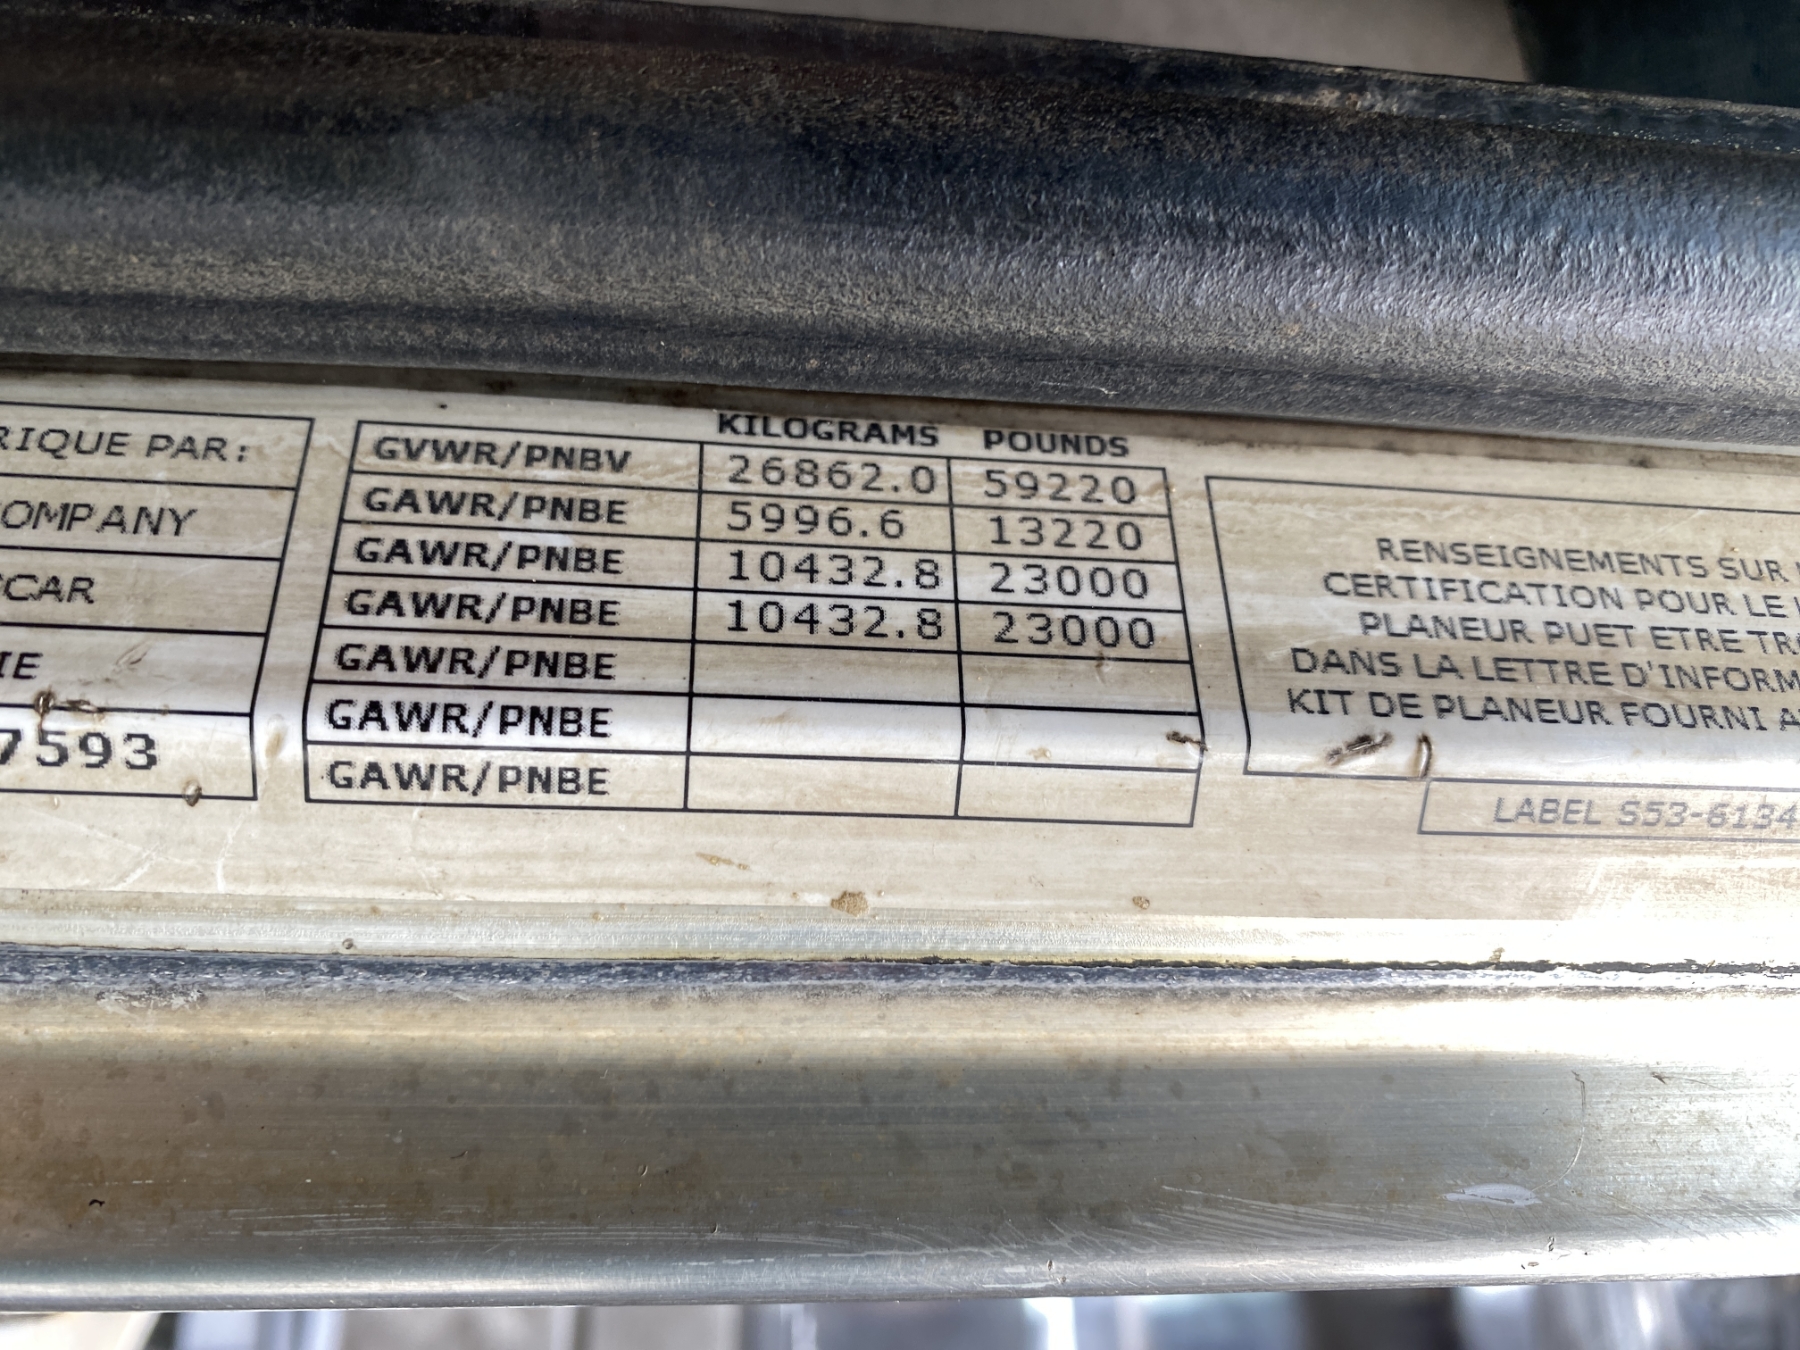 RIQUE PAR:
OMPANY
CCAR
IE
7593
KILOGRAMS POUNDS
GVWR/PNBV 26862.0 59220
GAWR/PNBE 5996.6 13220
GAWR/PNBE 10432.8 23000
GAWR/PNBE 10432.8 23000
GAWR/PNBE
GAWR/PNBE
GAWR/PNBE
RENSEIGNEMENTS SUR
CERTIFICATION POUR LE
PLANEUR PUET ETRE TRO
DANS LA LETTRE D'INFORM
KIT DE PLANEUR FOURNI A
LABEL S53-6134